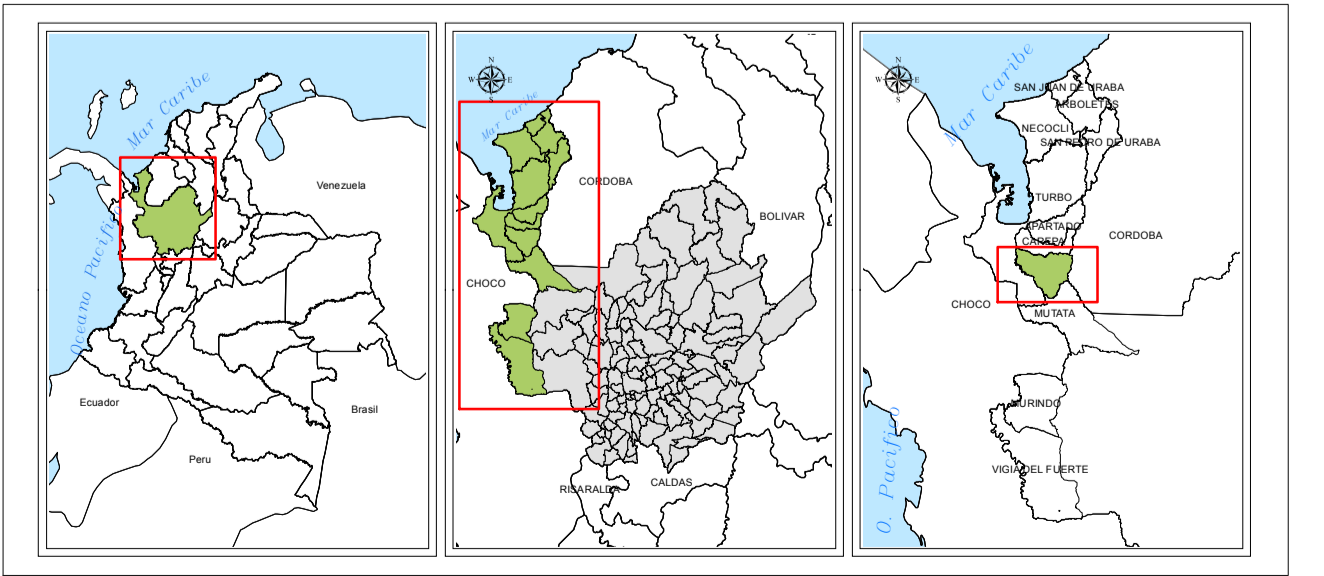 Mar Caribe
Venezuela
Oceano Pacific
Ecuador
Brasil
Peru
N
W E
S
Mar Caribe
CORDOBA
BOLIVAR
CHOCO
RISARALDA
CALDAS
N
W E
S
Mar Caribe
SAN JUAN DE URABA
ARBOLETES
NECOCLI
SAN PEDRO DE URABA
TURBO
APARTADO
CAREPA
CORDOBA
CHOCO
MUTATA
MURINDO
VIGIA DEL FUERTE
O. Pacifico